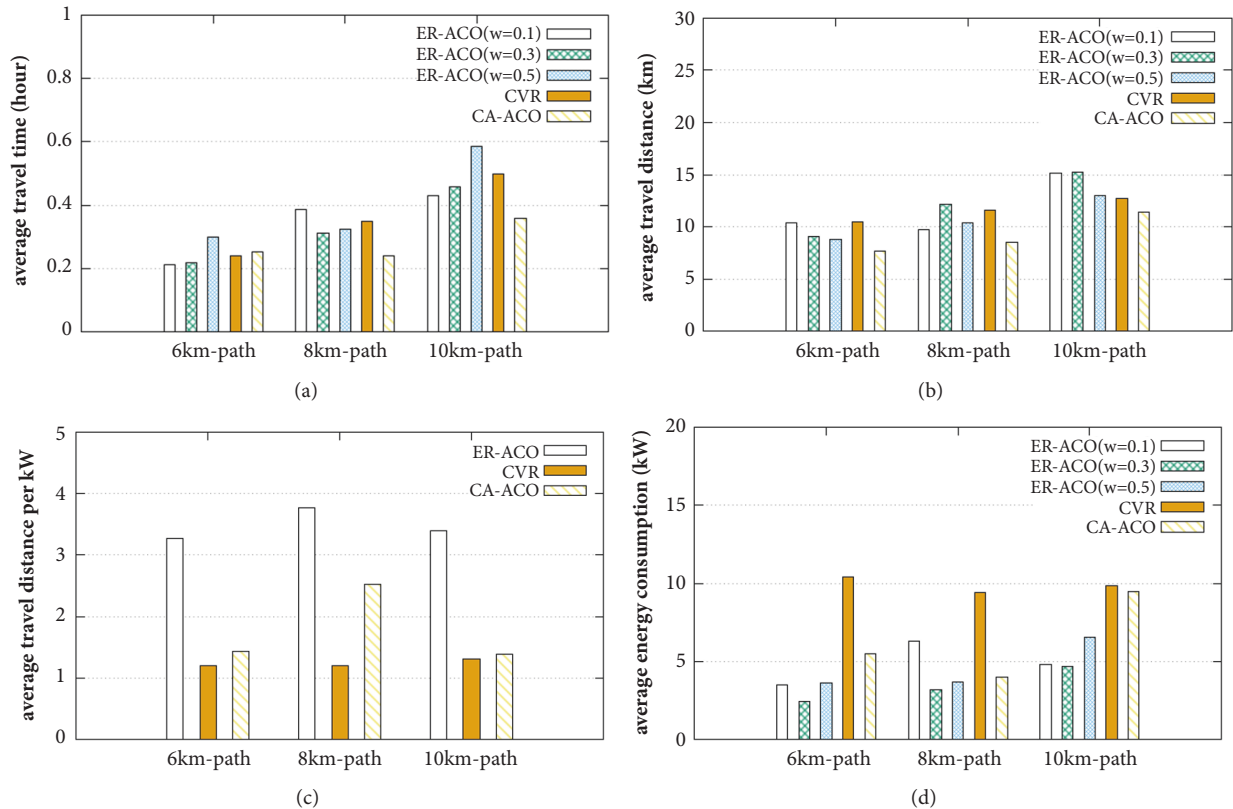 average travel time (hour)
1
0.8
0.6
0.4
0.2
0
ER-ACO(w=0.1)
ER-ACO(w=0.3)
ER-ACO(w=0.5)
CVR
CA-ACO
6km-path 8km-path 10km-path
(a)
average travel distance (km)
30
25
20
15
10
5
0
ER-ACO(w=0.1)
ER-ACO(w=0.3)
ER-ACO(w=0.5)
CVR
CA-ACO
6km-path 8km-path 10km-path
(b)
average travel distance per kW
5
4
3
2
1
0
ER-ACO
CVR
CA-ACO
6km-path 8km-path 10km-path
(c)
average energy consumption (kW)
20
15
10
5
0
ER-ACO(w=0.1)
ER-ACO(w=0.3)
ER-ACO(w=0.5)
CVR
CA-ACO
6km-path 8km-path 10km-path
(d)